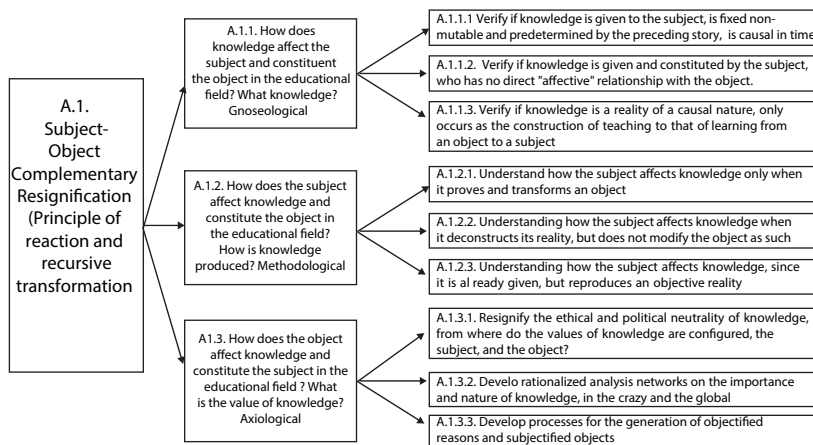 A.1.
Subject-
Object
Complementary
Resignification
(Principle of
reaction and
recursive
transformation
A.1.1. How does
knowledge affect the
subject and constituent
the object in the educational
field? What knowledge?
Gnoseological
A.1.1.1 Verify if knowledge is given to the subject, is fixed non-
mutable and predetermined by the preceding story, is causal in time
A.1.1.2. Verify if knowledge is given and constituted by the subject,
who has no direct "affective" relationship with the object.
A.1.1.3. Verify if knowledge is a reality of a causal nature, only
occurs as the construction of teaching to that of learning from
an object to a subject
A.1.2. How does the subject
affect knowledge and
constitute the object in
the educational field?
How is knowledge
produced? Methodological
A.1.2.1. Understand how the subject affects knowledge only when
it proves and transforms an object
A.1.2.2. Understanding how the subject affects knowledge when
it deconstructs its reality, but does not modify the object as such
A.1.2.3. Understanding how the subject affects knowledge, since
it is al ready given, but reproduces an objective reality
A1.3. How does the object
affect knowledge and
constitute the subject in the
educational field ? What
is the value of knowledge?
Axiological
A.1.3.1. Resignify the ethical and political neutrality of knowledge,
from where do the values of knowledge are configured, the
subject, and the object?
A.1.3.2. Develo rationalized analysis networks on the importance
and nature of knowledge, in the crazy and the global
A.1.3.3. Develop processes for the generation of objectified
reasons and subjectified objects